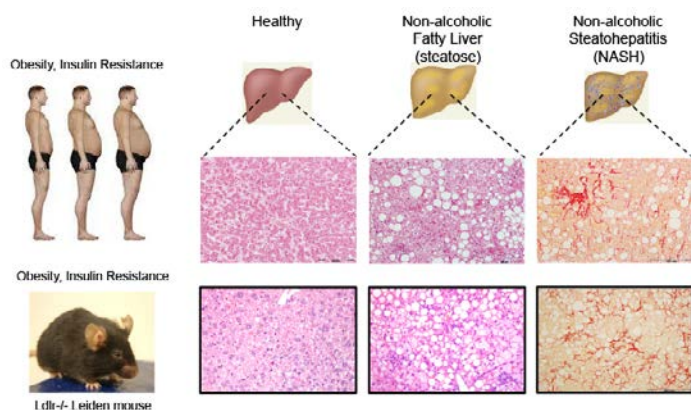 Healthy
Non-alcoholic
Fatty Liver
(steatose)
Non-alcoholic
Steatohepatitis
(NASH)
Obesity, Insulin Resistance
Obesity, Insulin Resistance
Ldlr-/- Leiden mouse